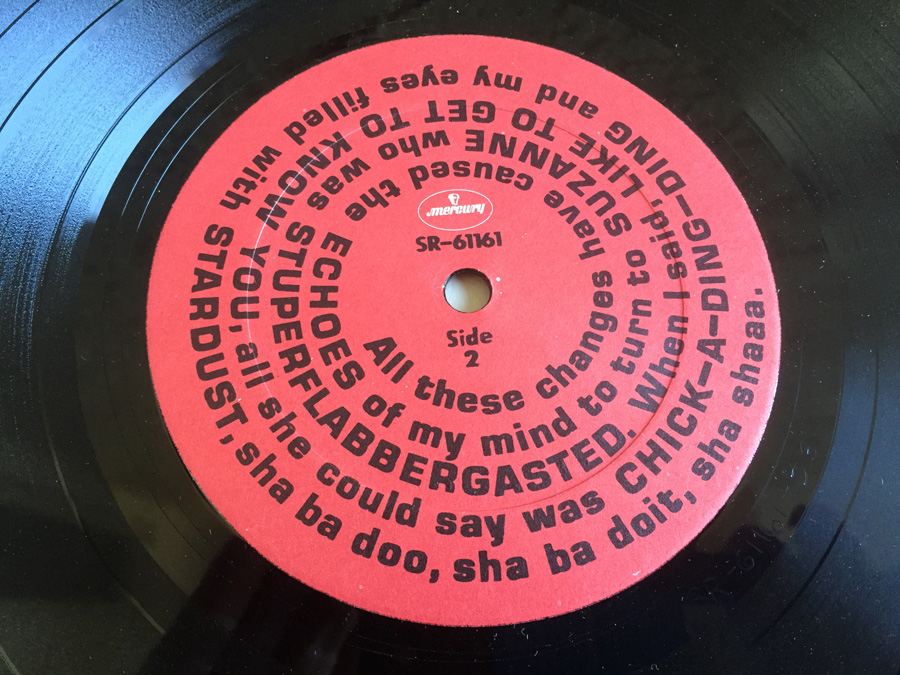 mercury
SR-61161
Side
2
All these changes have caused the ECHOES of my mind to turn to SUZANNE who was STUPERFLABBERGASTED. When I said, LIKE TO GET TO KNOW YOU, all she could say was CHICK–A–DING–DING and my eyes filled with STARDUST, sha ba doo, sha ba doit, sha shaaa.